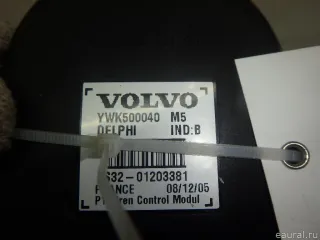 VOLVO
YWK500040 M5
DELPHI IND:B
S32-01203381
FRANCE 08/12/05
Control Modul
eaural.ru